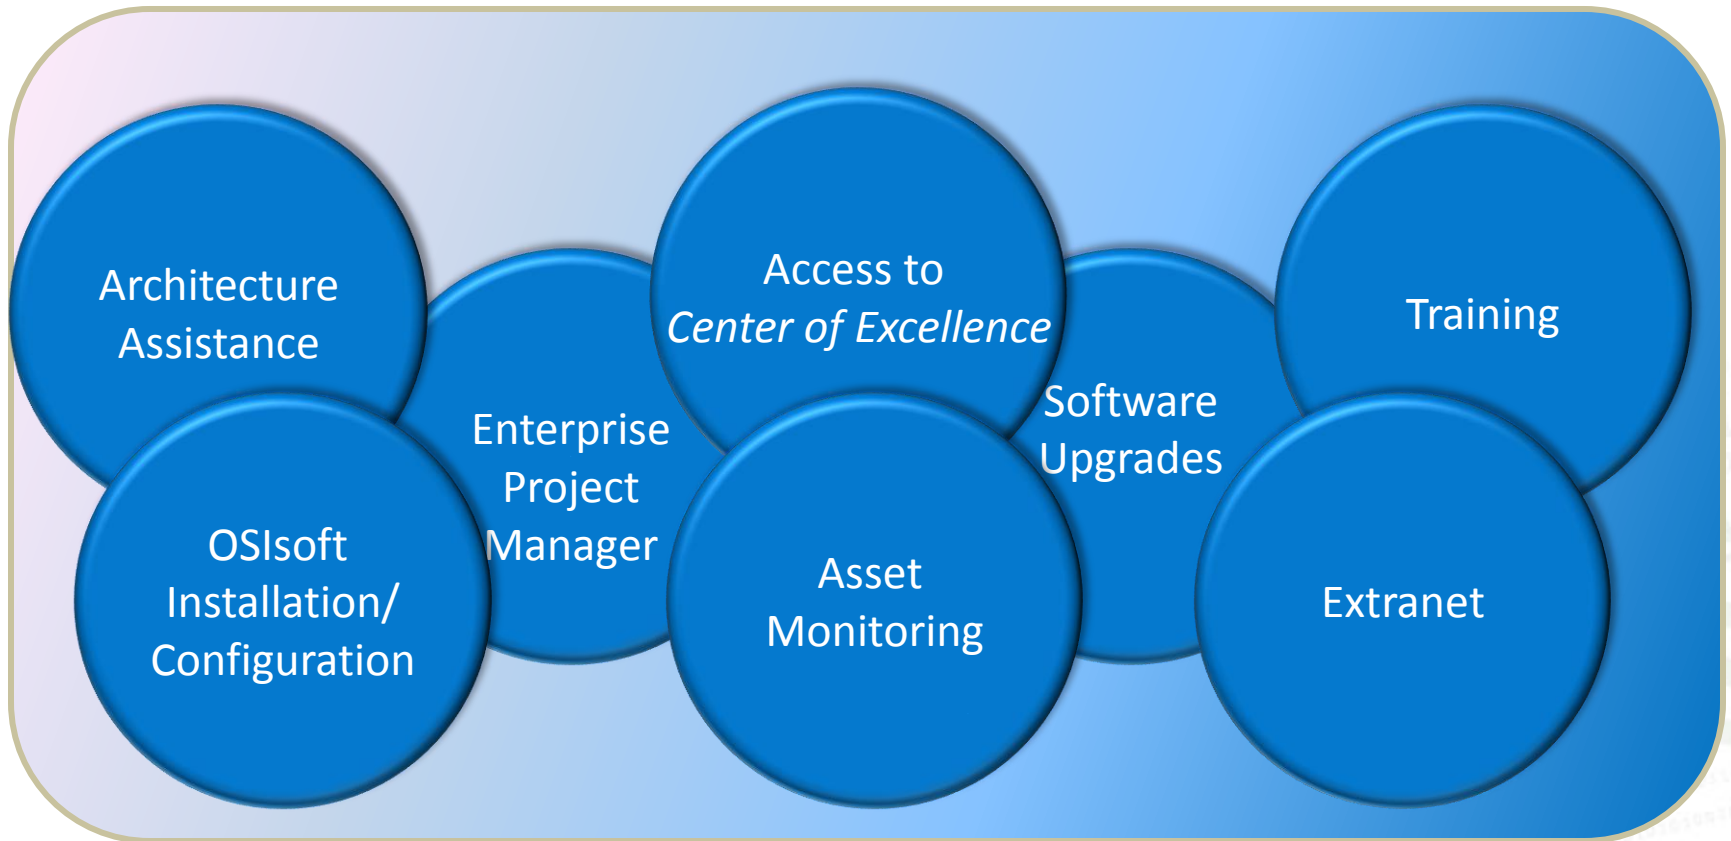 Architecture
Assistance
OSIsoft
Installation/
Configuration
Enterprise
Project
Manager
Access to
Center of Excellence
Asset
Monitoring
Software
Upgrades
Training
Extranet